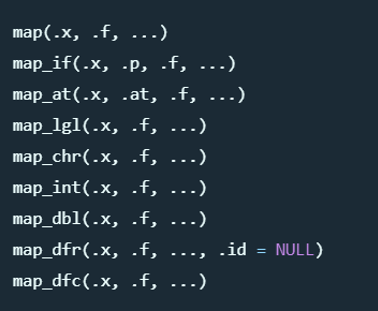 map(.x, .f, ...)
map_if(.x, .p, .f, ...)
map_at(.x, .at, .f, ...)
map_lgl(.x, .f, ...)
map_chr(.x, .f, ...)
map_int(.x, .f, ...)
map_dbl(.x, .f, ...)
map_dfr(.x, .f, ..., .id = NULL)
map_dfc(.x, .f, ...)